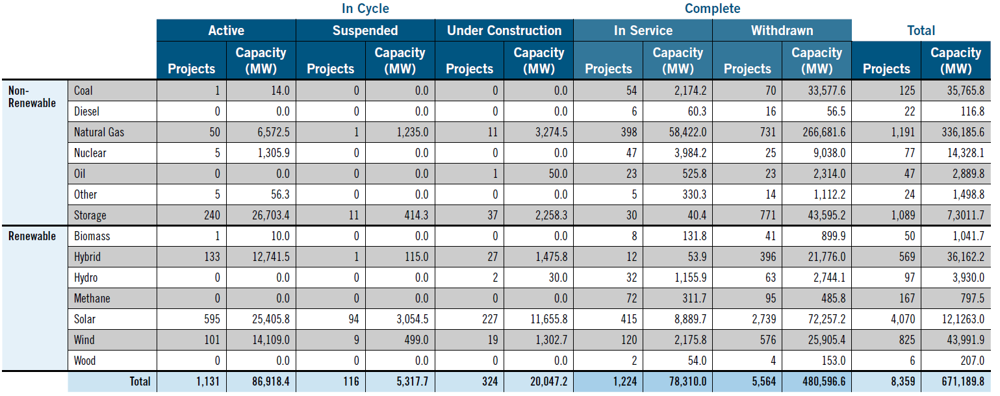 In Cycle Complete
Active Suspended Under Construction In Service Withdrawn Total
Projects Capacity (MW) Projects Capacity (MW) Projects Capacity (MW) Projects Capacity (MW) Projects Capacity (MW) Projects Capacity (MW)
Non-Renewable Coal 1 14.0 0 0.0 0 0.0 54 2,174.2 70 33,577.6 125 35,765.8
Diesel 0 0.0 0 0.0 0 0.0 6 60.3 16 56.5 22 116.8
Natural Gas 50 6,572.5 1 1,235.0 11 3,274.5 398 58,422.0 731 266,681.6 1,191 336,185.6
Nuclear 5 1,305.9 0 0.0 0 0.0 47 3,984.2 25 9,038.0 77 14,328.1
Oil 0 0.0 0 0.0 1 50.0 23 525.8 23 2,314.0 47 2,889.8
Other 5 56.3 0 0.0 0 0.0 5 330.3 14 1,112.2 24 1,498.8
Storage 240 26,703.4 11 414.3 37 2,258.3 30 40.4 771 43,595.2 1,089 7,3011.7
Renewable Biomass 1 10.0 0 0.0 0 0.0 8 131.8 41 899.9 50 1,041.7
Hybrid 133 12,741.5 1 115.0 27 1,475.8 12 53.9 396 21,776.0 569 36,162.2
Hydro 0 0.0 0 0.0 2 30.0 32 1,155.9 63 2,744.1 97 3,930.0
Methane 0 0.0 0 0.0 0 0.0 72 311.7 95 485.8 167 797.5
Solar 595 25,405.8 94 3,054.5 227 11,655.8 415 8,889.7 2,739 72,257.2 4,070 12,1263.0
Wind 101 14,109.0 9 499.0 19 1,302.7 120 2,175.8 576 25,905.4 825 43,991.9
Wood 0 0.0 0 0.0 0 0.0 2 54.0 4 153.0 6 207.0
Total 1,131 86,918.4 116 5,317.7 324 20,047.2 1,224 78,310.0 5,564 480,596.6 8,359 671,189.8